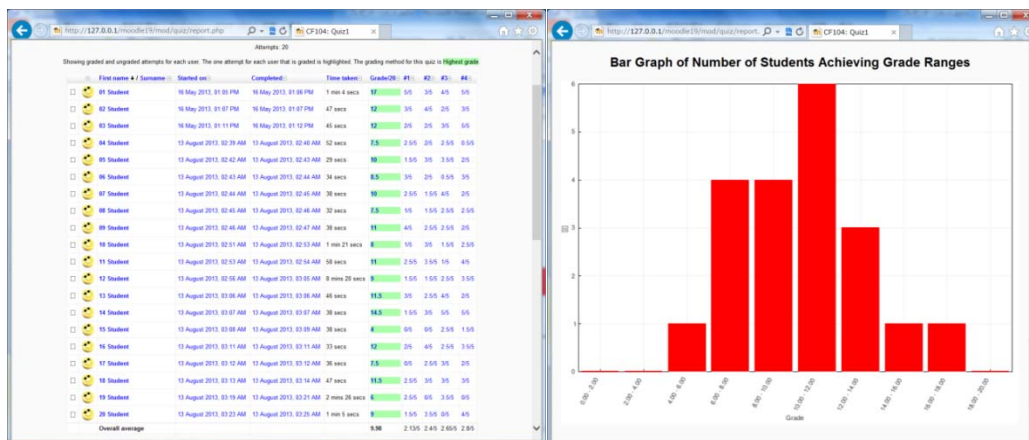 http://127.0.0.1/moodle19/mod/quiz/report.php
CF104: Quiz1
Attempts: 20
Showing graded and ungraded attempts for each user. The one attempt for each user that is graded is highlighted. The grading method for this quiz is Highest grade
First name / Surname Started on Completed Time taken Grade/20 #1 #2 #3 #4
01 Student 16 May 2013, 01:05 PM 16 May 2013, 01:06 PM 1 min 4 secs 17 5/5 3/5 4/5 5/5
02 Student 16 May 2013, 01:07 PM 16 May 2013, 01:07 PM 47 secs 12 3/5 4/5 2/5 3/5
03 Student 16 May 2013, 01:11 PM 16 May 2013, 01:12 PM 45 secs 12 2/5 2/5 3/5 5/5
04 Student 13 August 2013, 02:39 AM 13 August 2013, 02:40 AM 52 secs 7.5 2.5/5 2/5 2.5/5 0.5/5
05 Student 13 August 2013, 02:42 AM 13 August 2013, 02:43 AM 29 secs 10 1.5/5 3/5 3.5/5 2/5
06 Student 13 August 2013, 02:43 AM 13 August 2013, 02:44 AM 34 secs 8.5 3/5 2/5 0.5/5 3/5
07 Student 13 August 2013, 02:44 AM 13 August 2013, 02:45 AM 38 secs 10 2.5/5 1.5/5 4/5 2/5
08 Student 13 August 2013, 02:45 AM 13 August 2013, 02:46 AM 32 secs 7.5 1/5 1.5/5 2.5/5 2.5/5
09 Student 13 August 2013, 02:46 AM 13 August 2013, 02:47 AM 38 secs 11 4/5 2.5/5 2.5/5 2/5
10 Student 13 August 2013, 02:51 AM 13 August 2013, 02:53 AM 1 min 21 secs 8 1/5 3/5 1.5/5 2.5/5
11 Student 13 August 2013, 02:53 AM 13 August 2013, 02:54 AM 58 secs 11 2.5/5 3.5/5 1/5 4/5
12 Student 13 August 2013, 02:56 AM 13 August 2013, 03:05 AM 8 mins 20 secs 9 1.5/5 1.5/5 2.5/5 3.5/5
13 Student 13 August 2013, 03:06 AM 13 August 2013, 03:06 AM 46 secs 11.5 3/5 2.5/5 4/5 2/5
14 Student 13 August 2013, 03:07 AM 13 August 2013, 03:07 AM 38 secs 14.5 1.5/5 3/5 5/5 5/5
15 Student 13 August 2013, 03:08 AM 13 August 2013, 03:09 AM 38 secs 4 0/5 0/5 2.5/5 1.5/5
16 Student 13 August 2013, 03:11 AM 13 August 2013, 03:11 AM 33 secs 12 2/5 4/5 2.5/5 3.5/5
17 Student 13 August 2013, 03:12 AM 13 August 2013, 03:12 AM 36 secs 7.5 0/5 2.5/5 3/5 2/5
18 Student 13 August 2013, 03:13 AM 13 August 2013, 03:14 AM 47 secs 11.5 2.5/5 3/5 3/5 3/5
19 Student 13 August 2013, 03:19 AM 13 August 2013, 03:21 AM 2 mins 26 secs 6 2.5/5 0/5 3.5/5 0/5
20 Student 13 August 2013, 03:23 AM 13 August 2013, 03:25 AM 1 min 5 secs 9 1.5/5 3.5/5 0/5 4/5
Overall average 9.98 2.13/5 2.4/5 2.65/5 2.8/5
http://127.0.0.1/moodle19/mod/quiz/report.
CF104: Quiz1
Bar Graph of Number of Students Achieving Grade Ranges
6
5
4
3
2
1
0
0.00 - 2.00
2.00 - 4.00
4.00 - 6.00
6.00 - 8.00
8.00 - 10.00
10.00 - 12.00
12.00 - 14.00
14.00 - 16.00
16.00 - 18.00
18.00 - 20.00
Grade